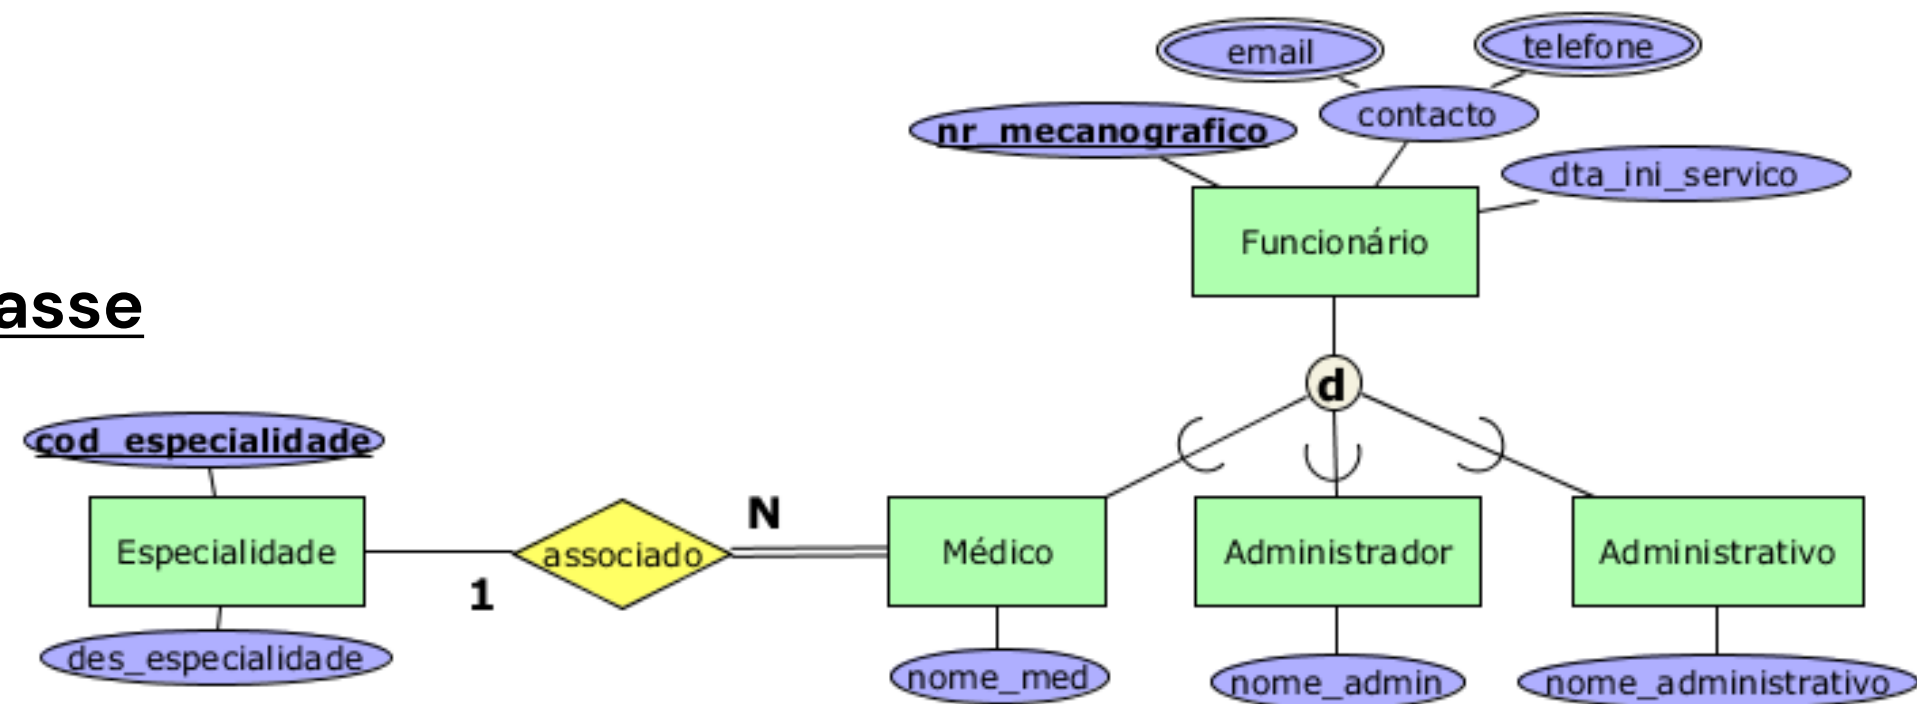 email
telefone
contacto
nr_mecanografico
dta_ini_servico
Funcionário
asse
d
cod_especialidade
N
Especialidade
associado
Médico
Administrador
Administrativo
1
des_especialidade
nome_med
nome_admin
nome_administrativo